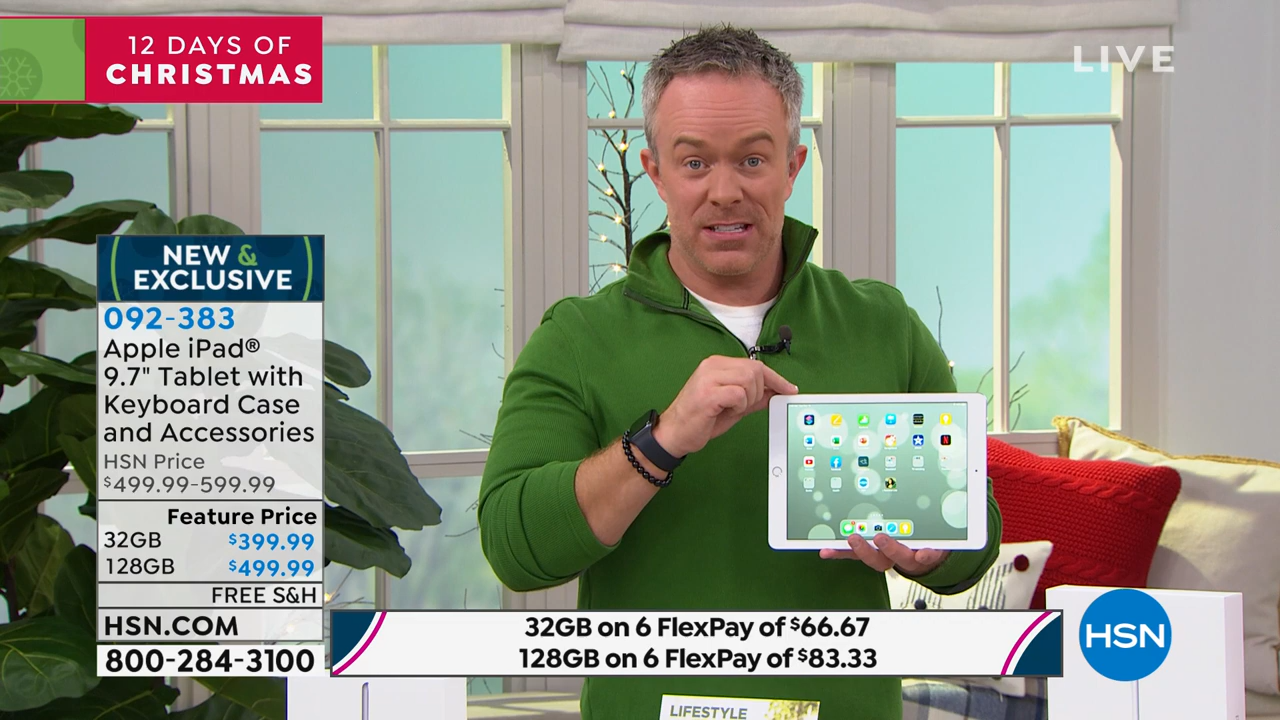 12 DAYS OF
CHRISTMAS
LIVE
NEW &
EXCLUSIVE
092-383
Apple iPad®
9.7" Tablet with
Keyboard Case
and Accessories
HSN Price
$499.99-599.99
Feature Price
32GB $399.99
128GB $499.99
FREE S&H
HSN.COM
800-284-3100
32GB on 6 FlexPay of $66.67
128GB on 6 FlexPay of $83.33
HSN
LIFESTYLE